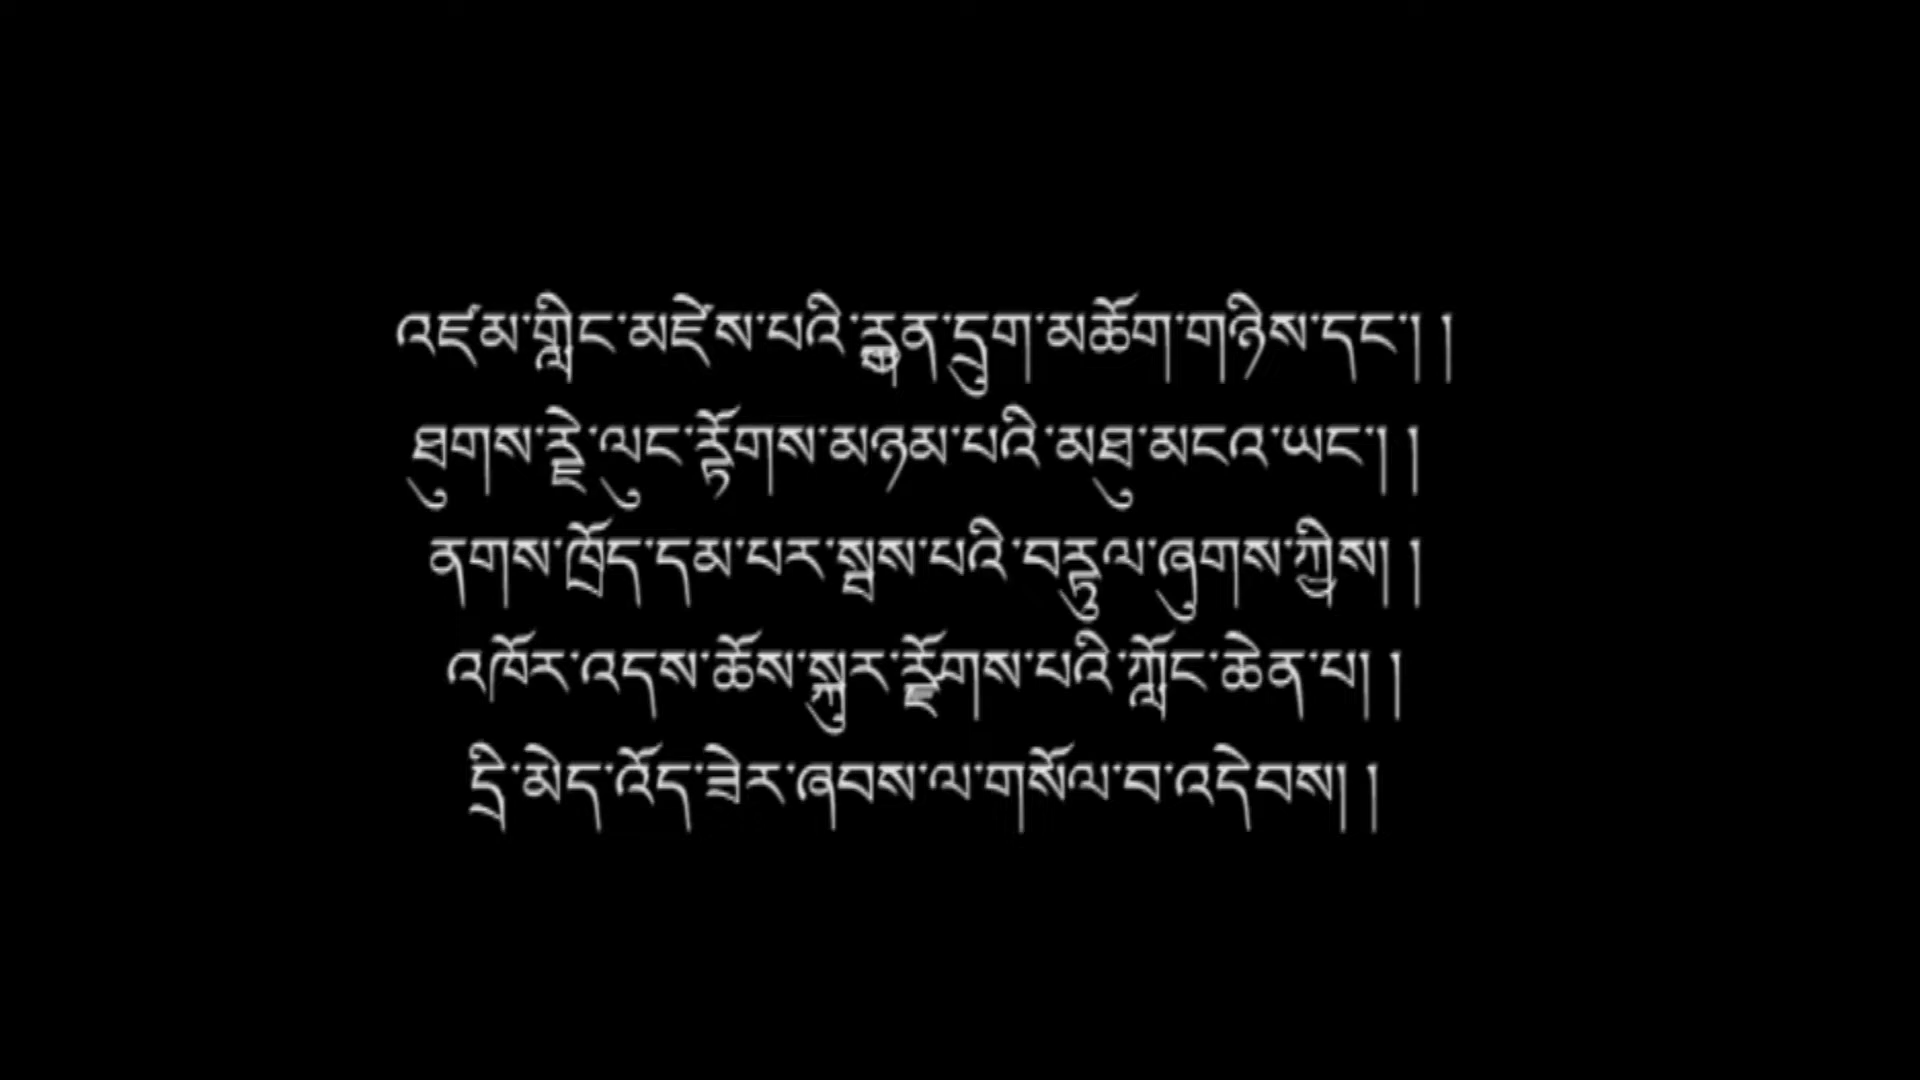 འཛམ་གླིང་མཛེས་པའི་རྒྱན་དྲུག་མཆོག་གཉིས་དང་། །
ཐུགས་རྗེ་ལུང་རྟོགས་མཉམ་པའི་མཐུ་མངའ་ཡང་། །
ནགས་ཁྲོད་དམ་པར་སྦས་པའི་བརྟུལ་ཞུགས་ཀྱིས། །
འཁོར་འདས་ཆོས་སྐུར་རྫོགས་པའི་ཀློང་ཆེན་པ། །
དྲི་མེད་འོད་ཟེར་ཞབས་ལ་གསོལ་བ་འདེབས། །